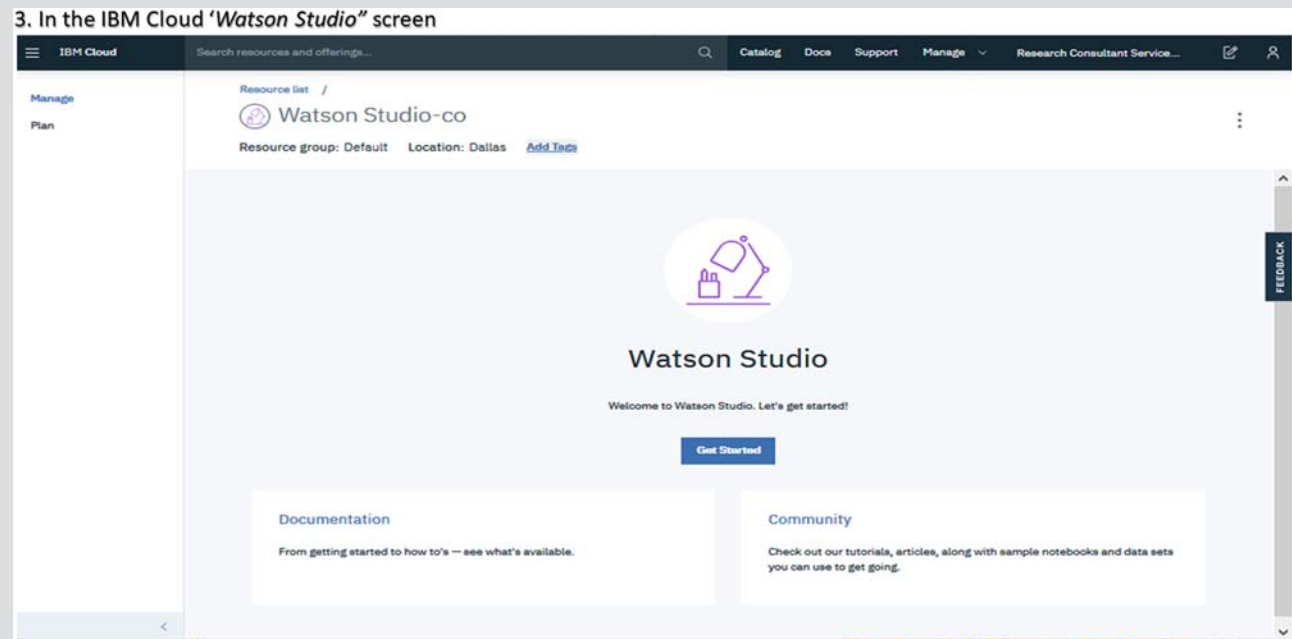 3. In the IBM Cloud ‘Watson Studio” screen
IBM Cloud Search resources and offerings... Catalog Docs Support Manage Research Consultant Service...
Manage
Plan
Resource list /
Watson Studio-co
Resource group: Default Location: Dallas Add Tags
FEEDBACK
Watson Studio
Welcome to Watson Studio. Let's get started!
Get Started
Documentation
From getting started to how to's — see what's available.
Community
Check out our tutorials, articles, along with sample notebooks and data sets
you can use to get going.